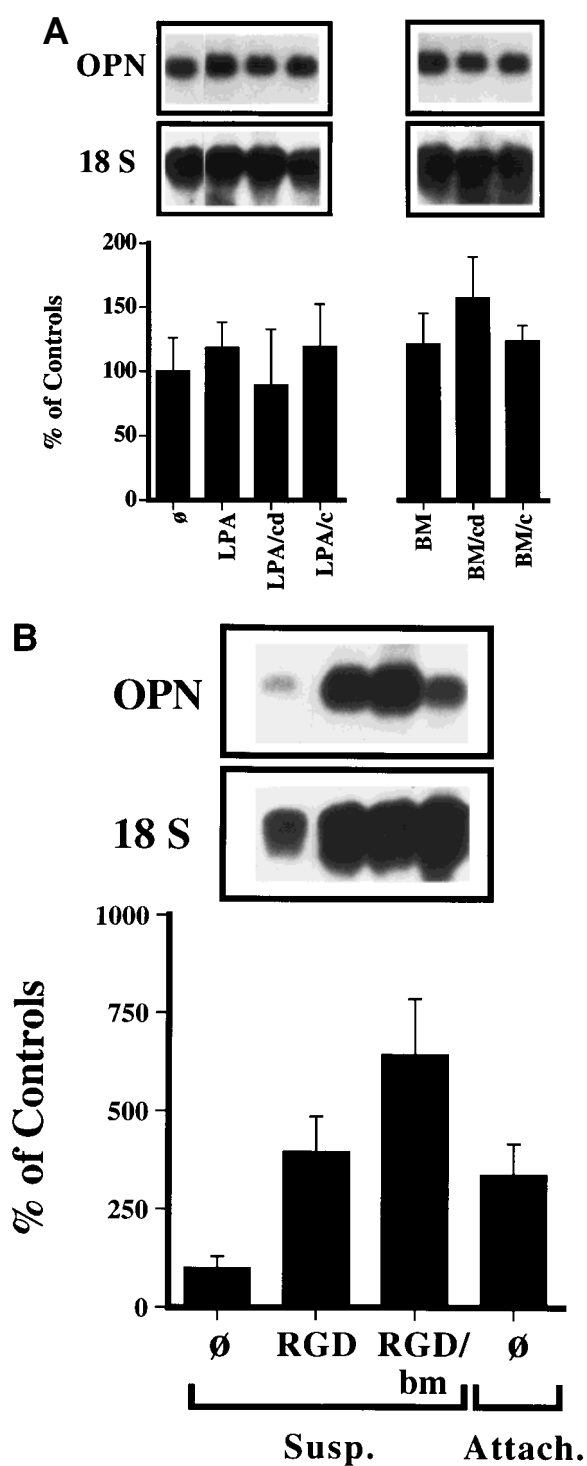 A
OPN
18 S
200
150
100
50
0
% of Controls
ø
LPA
LPA/cd
LPA/c
BM
BM/cd
BM/c
B
OPN
18 S
1000
750
500
250
0
% of Controls
ø RGD RGD/ ø
bm
Susp. Attach.